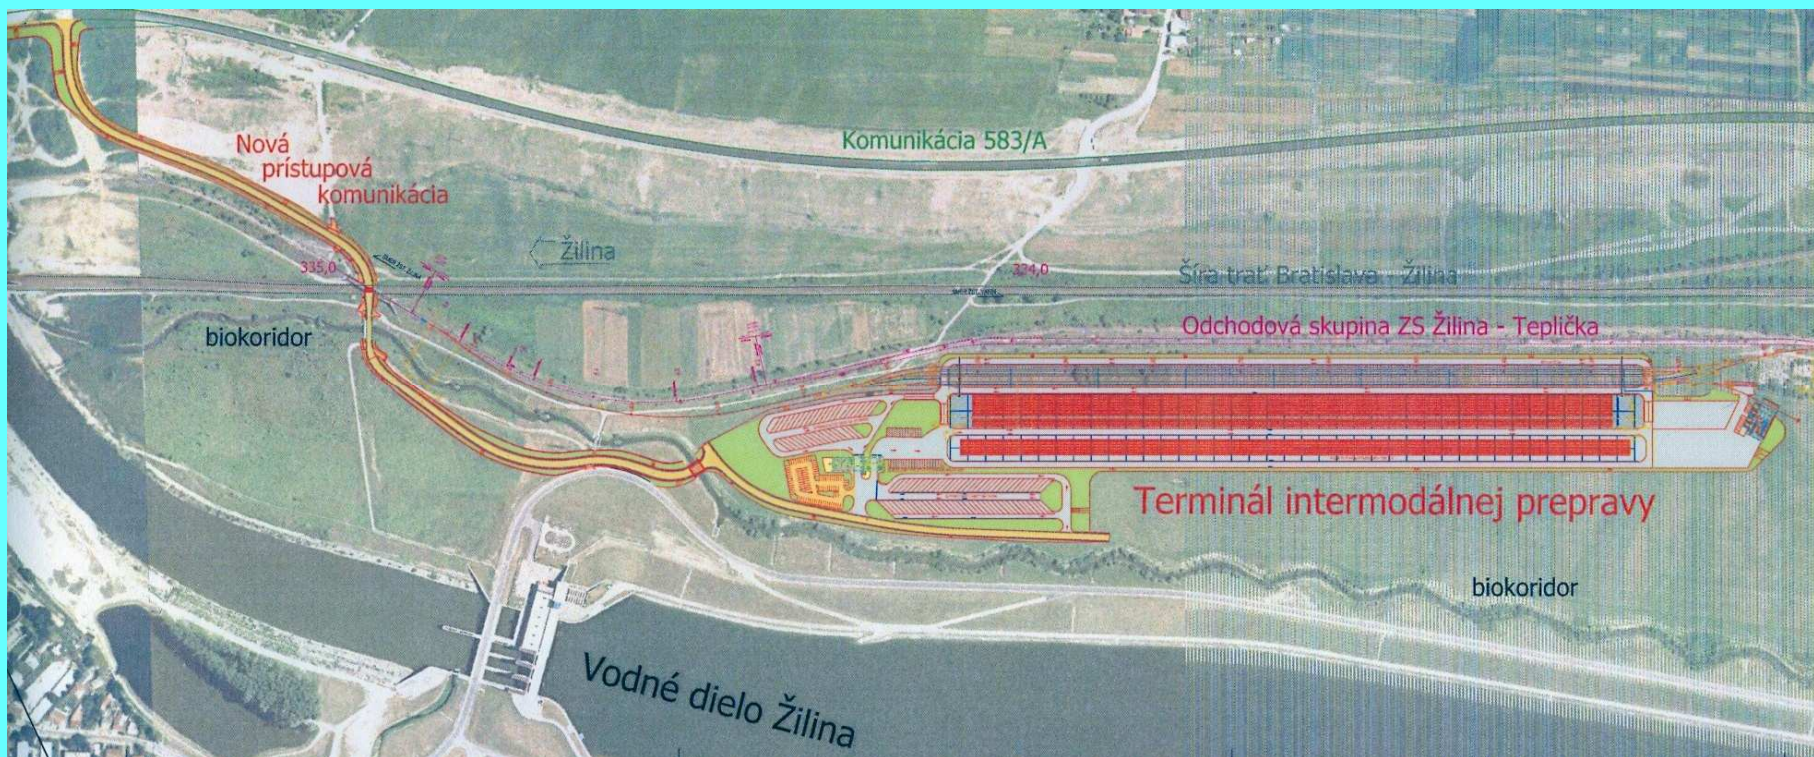 Komunikácia 583/A
Nová
prístupová
komunikácia
Žilina
335,0
334,0
Šíra trať Bratislava - Žilina
Odchodová skupina ZS Žilina - Teplička
biokoridor
Terminál intermodálnej prepravy
biokoridor
Vodné dielo Žilina